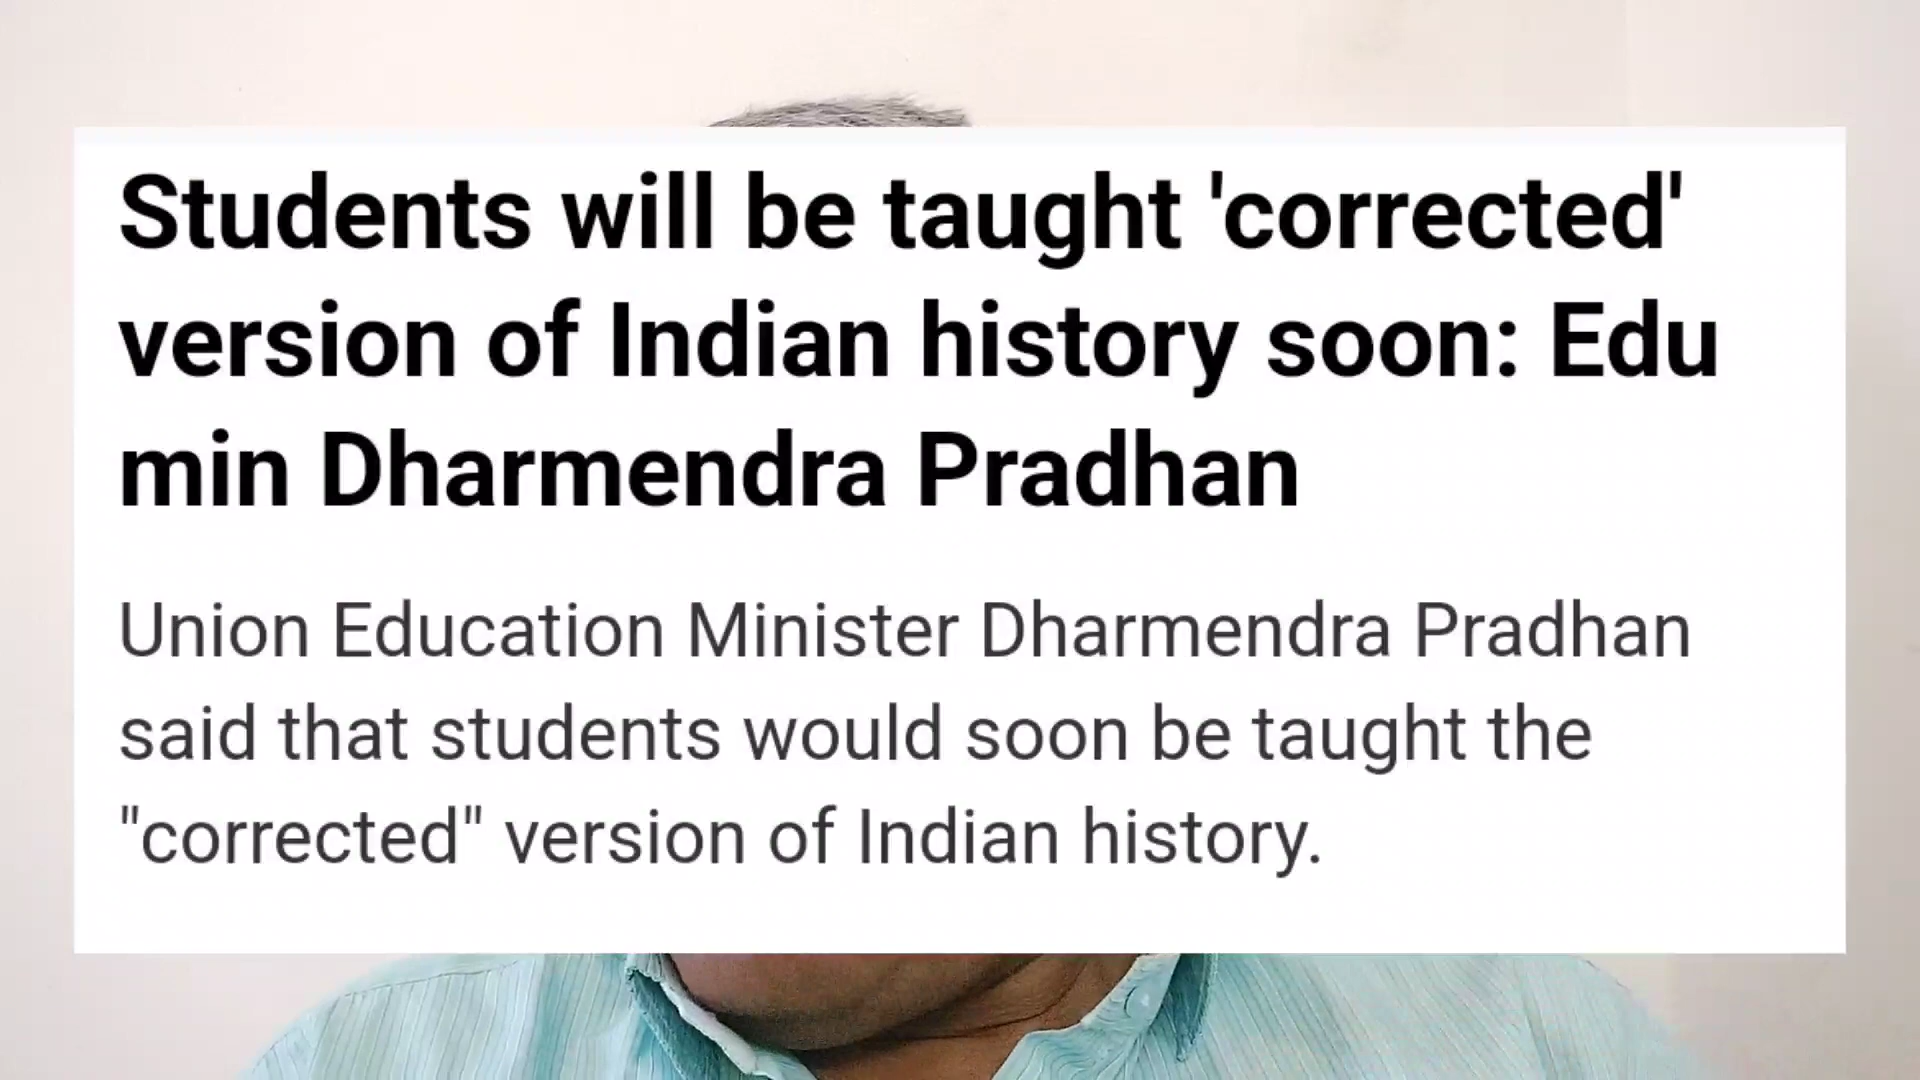 Students will be taught 'corrected'
version of Indian history soon: Edu
min Dharmendra Pradhan
Union Education Minister Dharmendra Pradhan
said that students would soon be taught the
"corrected" version of Indian history.